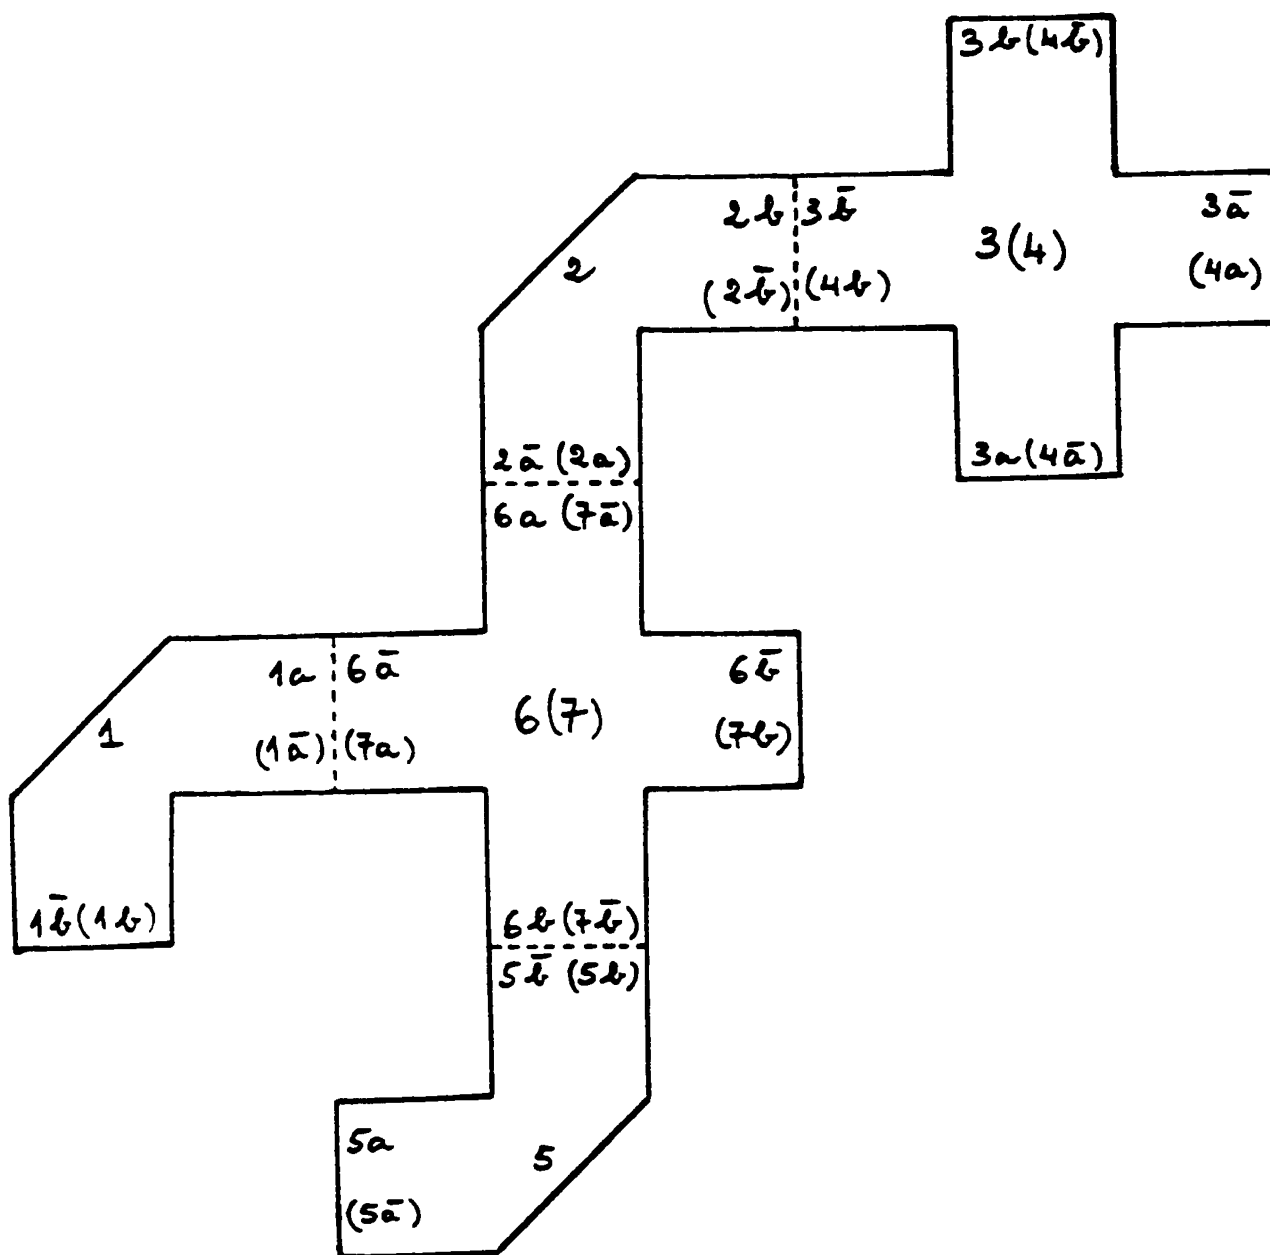 3b(4b̄)
2b 3b̄
3ā
3(4)
2
(2b̄) (4b)
(4a)
2ā (2a)
3a(4ā)
6a (7ā)
1a 6ā
6b̄
6(7)
1
(1ā) (7a)
(7b)
1b̄(1b)
6b(7b̄)
5b̄ (5b)
5a
5
(5ā)